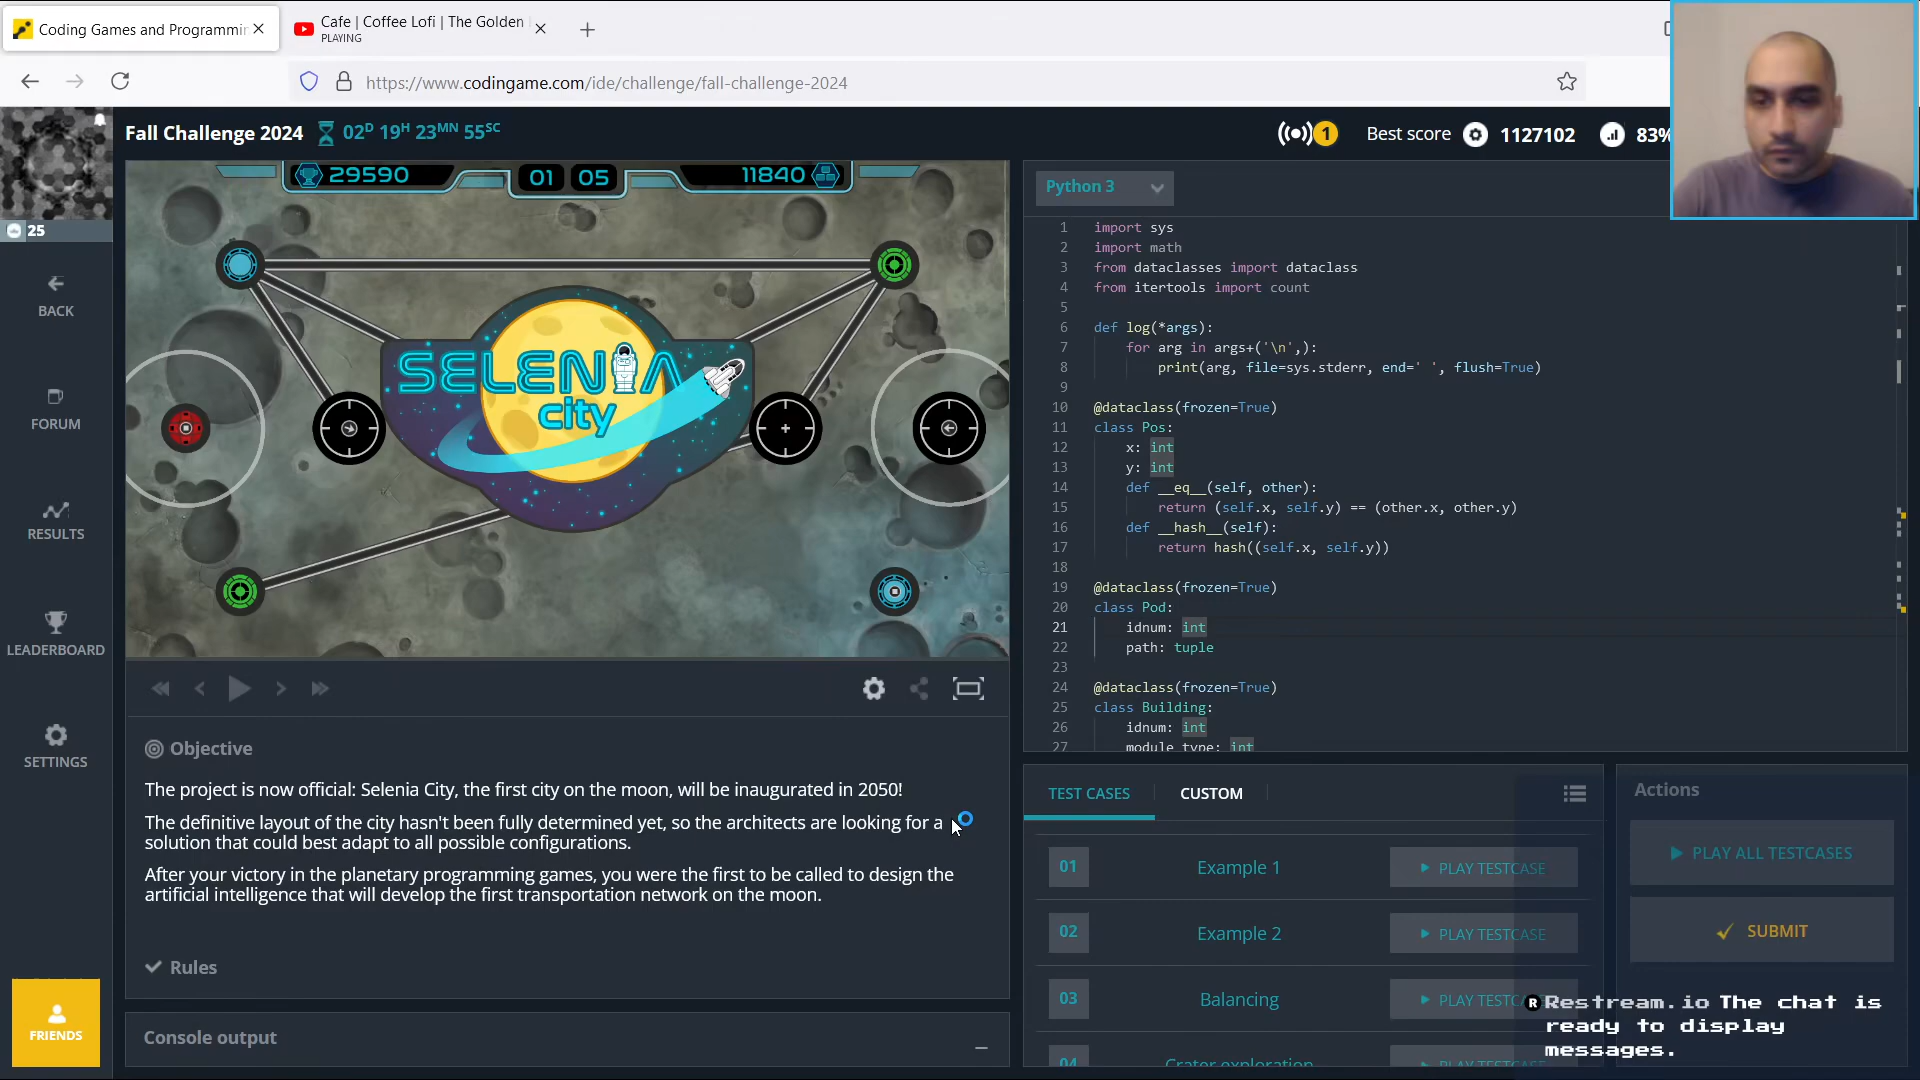 Coding Games and Programmin
Cafe | Coffee Lofi | The Golden
PLAYING
https://www.codingame.com/ide/challenge/fall-challenge-2024
Fall Challenge 2024 02D 19H 23MN 55SC
1 Best score 1127102 83%
25
BACK
FORUM
RESULTS
LEADERBOARD
SETTINGS
FRIENDS
29590 01 05 11840
SELENIA
city
Objective
The project is now official: Selenia City, the first city on the moon, will be inaugurated in 2050!
The definitive layout of the city hasn't been fully determined yet, so the architects are looking for a
solution that could best adapt to all possible configurations.
After your victory in the planetary programming games, you were the first to be called to design the
artificial intelligence that will develop the first transportation network on the moon.
Rules
Console output
Python 3
1 import sys
2 import math
3 from dataclasses import dataclass
4 from itertools import count
5
6 def log(*args):
7 for arg in args+('\n',):
8 print(arg, file=sys.stderr, end=' ', flush=True)
9
10 @dataclass(frozen=True)
11 class Pos:
12 x: int
13 y: int
14 def __eq__(self, other):
15 return (self.x, self.y) == (other.x, other.y)
16 def __hash__(self):
17 return hash((self.x, self.y))
18
19 @dataclass(frozen=True)
20 class Pod:
21 idnum: int
22 path: tuple
23
24 @dataclass(frozen=True)
25 class Building:
26 idnum: int
27 module_type: int
TEST CASES CUSTOM
01 Example 1 PLAY TESTCASE
02 Example 2 PLAY TESTCASE
03 Balancing PLAY TESTCASE
04 Crater exploration PLAY TESTCASE
Actions
PLAY ALL TESTCASES
SUBMIT
Restream.io The chat is
ready to display
messages.